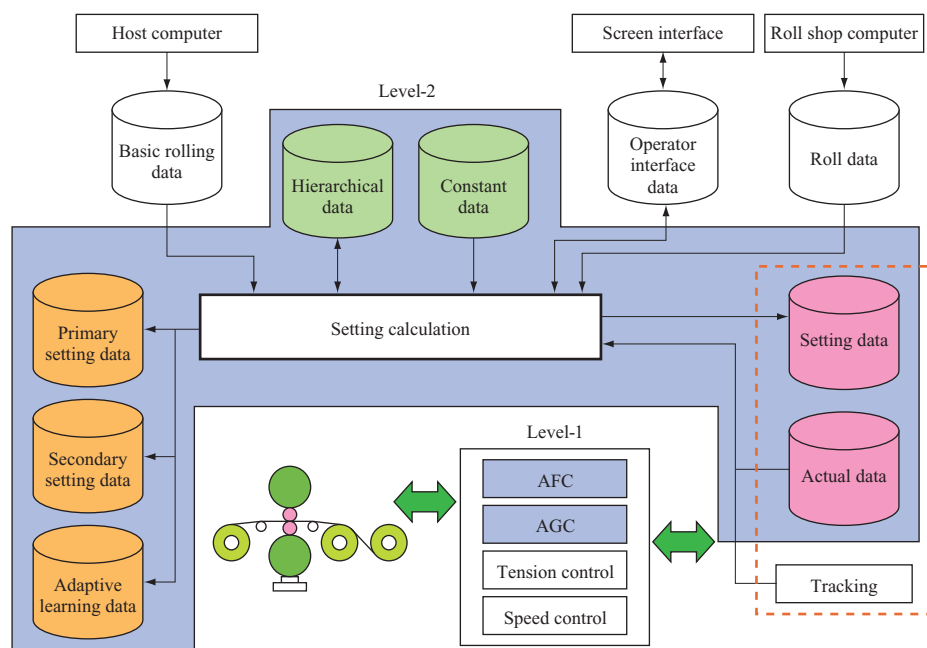 Host computer
Screen interface
Roll shop computer
Level-2
Basic rolling
data
Hierarchical
data
Constant
data
Operator
interface
data
Roll data
Primary
setting data
Setting calculation
Setting data
Secondary
setting data
Level-1
Actual data
AFC
AGC
Adaptive
learning data
Tension control
Tracking
Speed control